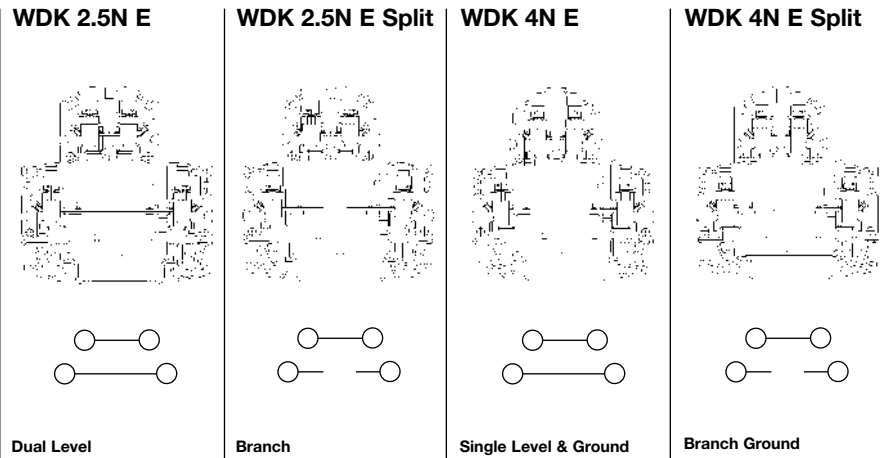 WDK 2.5N E
WDK 2.5N E Split
WDK 4N E
WDK 4N E Split
Dual Level
Branch
Single Level & Ground
Branch Ground